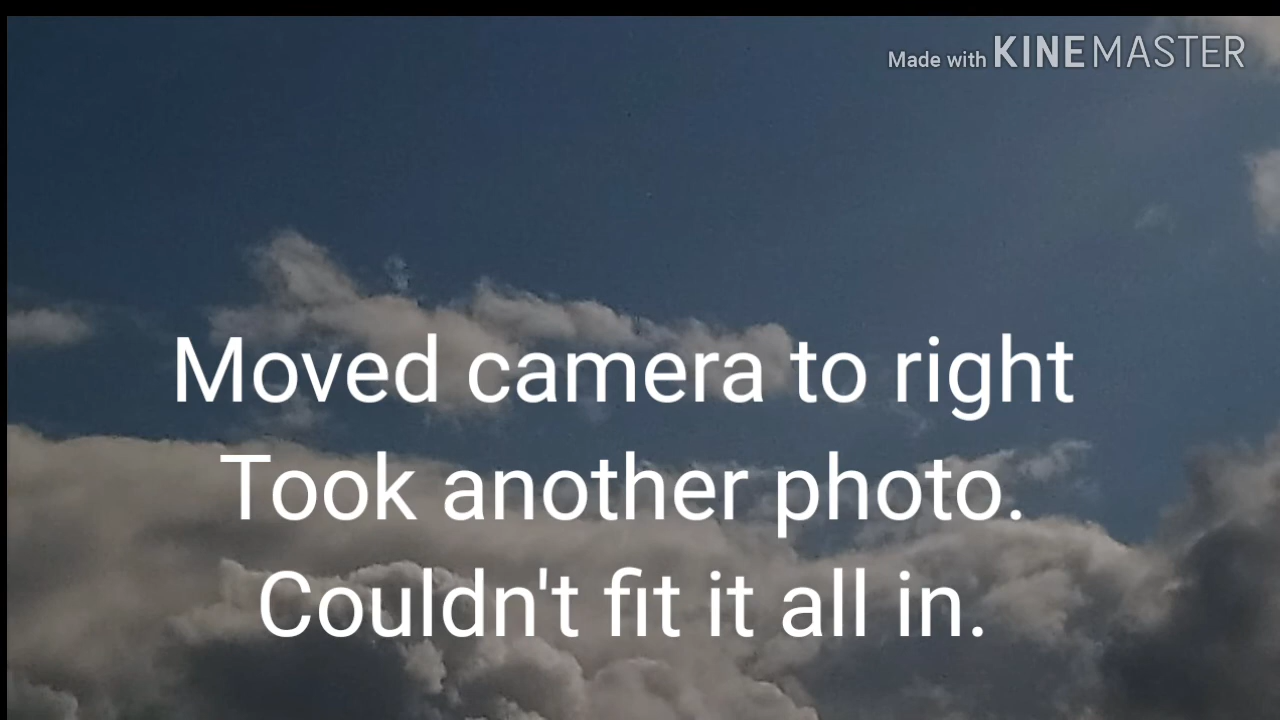 Made with KINEMASTER
Moved camera to right
Took another photo.
Couldn't fit it all in.